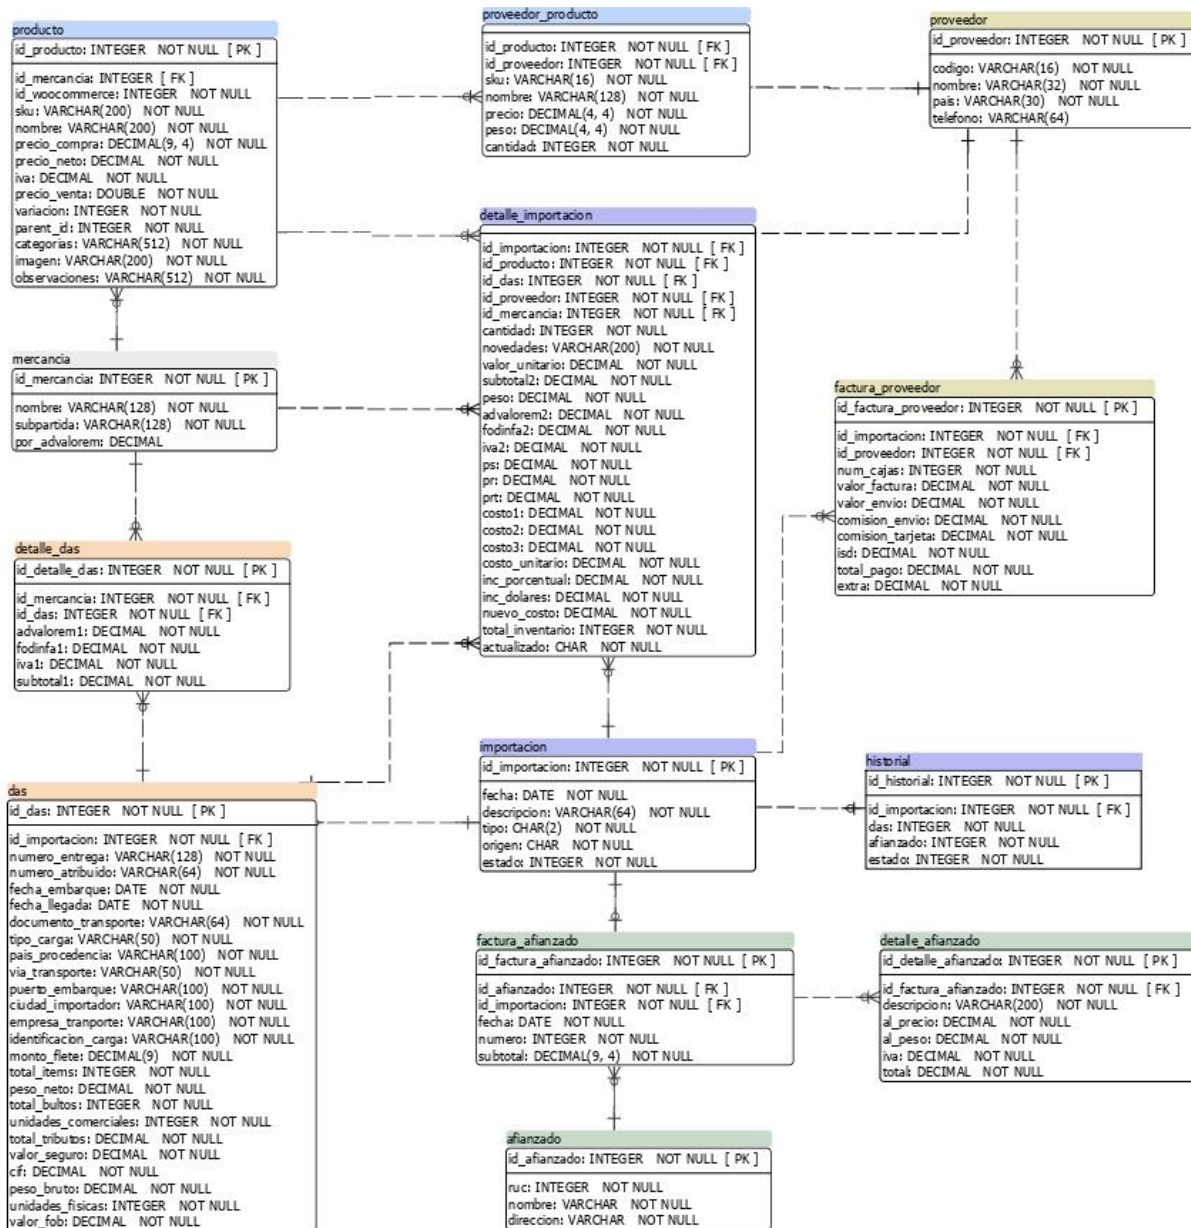 producto
id_producto: INTEGER NOT NULL [ PK ]
id_mercancia: INTEGER [ FK ]
id_woocommerce: INTEGER NOT NULL
sku: VARCHAR(200) NOT NULL
nombre: VARCHAR(200) NOT NULL
precio_compra: DECIMAL(9, 4) NOT NULL
precio_neto: DECIMAL NOT NULL
iva: DECIMAL NOT NULL
precio_venta: DOUBLE NOT NULL
variacion: INTEGER NOT NULL
parent_id: INTEGER NOT NULL
categorias: VARCHAR(512) NOT NULL
imagen: VARCHAR(200) NOT NULL
observaciones: VARCHAR(512) NOT NULL
proveedor_producto
id_producto: INTEGER NOT NULL [ FK ]
id_proveedor: INTEGER NOT NULL [ FK ]
sku: VARCHAR(16) NOT NULL
nombre: VARCHAR(128) NOT NULL
precio: DECIMAL(4, 4) NOT NULL
peso: DECIMAL(4, 4) NOT NULL
cantidad: INTEGER NOT NULL
proveedor
id_proveedor: INTEGER NOT NULL [ PK ]
codigo: VARCHAR(16) NOT NULL
nombre: VARCHAR(32) NOT NULL
pais: VARCHAR(30) NOT NULL
telefono: VARCHAR(64)
detalle_importacion
id_importacion: INTEGER NOT NULL [ FK ]
id_producto: INTEGER NOT NULL [ FK ]
id_das: INTEGER NOT NULL [ FK ]
id_proveedor: INTEGER NOT NULL [ FK ]
id_mercancia: INTEGER NOT NULL [ FK ]
cantidad: INTEGER NOT NULL
novedades: VARCHAR(200) NOT NULL
valor_unitario: DECIMAL NOT NULL
subtotal2: DECIMAL NOT NULL
peso: DECIMAL NOT NULL
advalorem2: DECIMAL NOT NULL
fodinfa2: DECIMAL NOT NULL
iva2: DECIMAL NOT NULL
ps: DECIMAL NOT NULL
pr: DECIMAL NOT NULL
prt: DECIMAL NOT NULL
costo1: DECIMAL NOT NULL
costo2: DECIMAL NOT NULL
costo3: DECIMAL NOT NULL
costo_unitario: DECIMAL NOT NULL
inc_porcentual: DECIMAL NOT NULL
inc_dolares: DECIMAL NOT NULL
nuevo_costo: DECIMAL NOT NULL
total_inventario: INTEGER NOT NULL
actualizado: CHAR NOT NULL
mercancia
id_mercancia: INTEGER NOT NULL [ PK ]
nombre: VARCHAR(128) NOT NULL
subpartida: VARCHAR(128) NOT NULL
por_advalorem: DECIMAL
factura_proveedor
id_factura_proveedor: INTEGER NOT NULL [ PK ]
id_importacion: INTEGER NOT NULL [ FK ]
id_proveedor: INTEGER NOT NULL [ FK ]
num_cajas: INTEGER NOT NULL
valor_factura: DECIMAL NOT NULL
valor_envio: DECIMAL NOT NULL
comision_envio: DECIMAL NOT NULL
comision_tarjeta: DECIMAL NOT NULL
isd: DECIMAL NOT NULL
total_pago: DECIMAL NOT NULL
extra: DECIMAL NOT NULL
detalle_das
id_detalle_das: INTEGER NOT NULL [ PK ]
id_mercancia: INTEGER NOT NULL [ FK ]
id_das: INTEGER NOT NULL [ FK ]
advalorem1: DECIMAL NOT NULL
fodinfa1: DECIMAL NOT NULL
iva1: DECIMAL NOT NULL
subtotal1: DECIMAL NOT NULL
importacion
id_importacion: INTEGER NOT NULL [ PK ]
fecha: DATE NOT NULL
descripcion: VARCHAR(64) NOT NULL
tipo: CHAR(2) NOT NULL
origen: CHAR NOT NULL
estado: INTEGER NOT NULL
historial
id_historial: INTEGER NOT NULL [ PK ]
id_importacion: INTEGER NOT NULL [ FK ]
das: INTEGER NOT NULL
afianzado: INTEGER NOT NULL
estado: INTEGER NOT NULL
das
id_das: INTEGER NOT NULL [ PK ]
id_importacion: INTEGER NOT NULL [ FK ]
numero_entrega: VARCHAR(128) NOT NULL
numero_atribuido: VARCHAR(64) NOT NULL
fecha_embarque: DATE NOT NULL
fecha_llegada: DATE NOT NULL
documento_transporte: VARCHAR(64) NOT NULL
tipo_carga: VARCHAR(50) NOT NULL
pais_procedencia: VARCHAR(100) NOT NULL
via_transporte: VARCHAR(50) NOT NULL
puerto_embarque: VARCHAR(100) NOT NULL
ciudad_importador: VARCHAR(100) NOT NULL
empresa_tranporte: VARCHAR(100) NOT NULL
identificacion_carga: VARCHAR(100) NOT NULL
monto_flete: DECIMAL(9) NOT NULL
total_items: INTEGER NOT NULL
peso_neto: DECIMAL NOT NULL
total_bultos: INTEGER NOT NULL
unidades_comerciales: INTEGER NOT NULL
total_tributos: DECIMAL NOT NULL
valor_seguro: DECIMAL NOT NULL
cif: DECIMAL NOT NULL
peso_bruto: DECIMAL NOT NULL
unidades_fisicas: INTEGER NOT NULL
valor_fob: DECIMAL NOT NULL
factura_afianzado
id_factura_afianzado: INTEGER NOT NULL [ PK ]
id_afianzado: INTEGER NOT NULL [ FK ]
id_importacion: INTEGER NOT NULL [ FK ]
fecha: DATE NOT NULL
numero: INTEGER NOT NULL
subtotal: DECIMAL(9, 4) NOT NULL
detalle_afianzado
id_detalle_afianzado: INTEGER NOT NULL [ PK ]
id_factura_afianzado: INTEGER NOT NULL [ FK ]
descripcion: VARCHAR(200) NOT NULL
al_precio: DECIMAL NOT NULL
al_peso: DECIMAL NOT NULL
iva: DECIMAL NOT NULL
total: DECIMAL NOT NULL
afianzado
id_afianzado: INTEGER NOT NULL [ PK ]
ruc: INTEGER NOT NULL
nombre: VARCHAR NOT NULL
direccion: VARCHAR NOT NULL